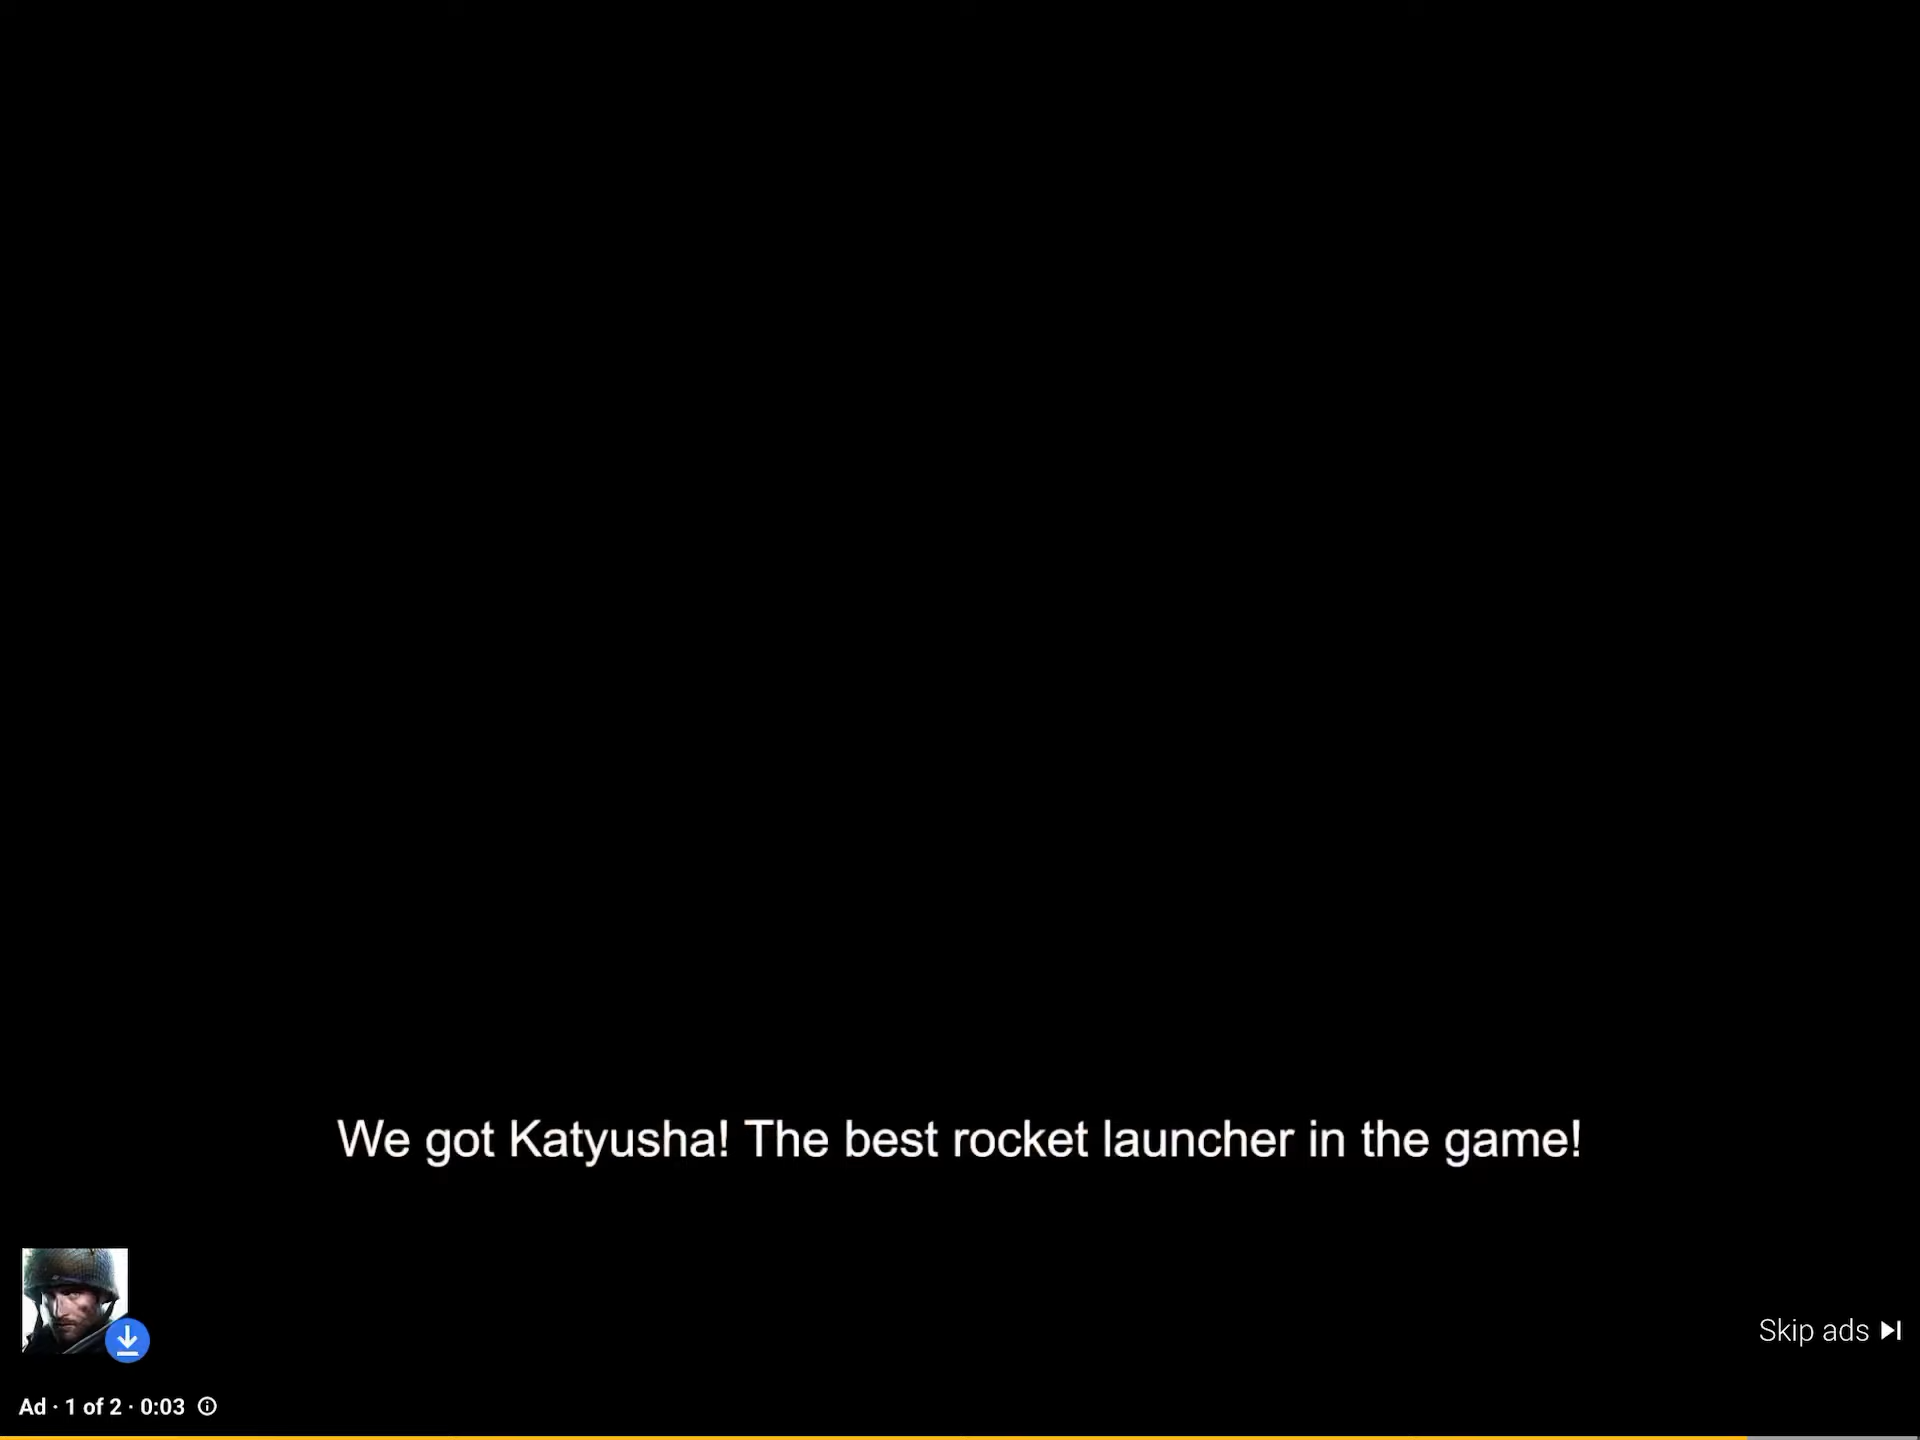 We got Katyusha! The best rocket launcher in the game!
Skip ads
Ad · 1 of 2 · 0:03